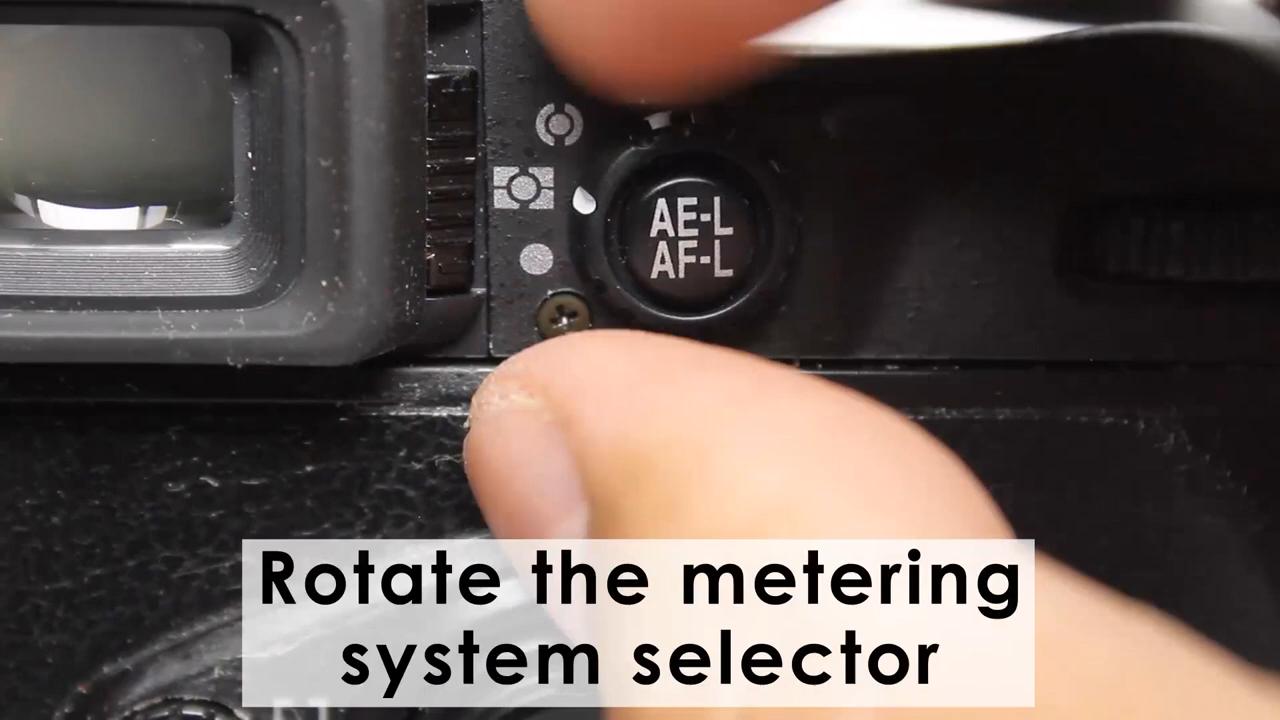 AE-L
AF-L
Rotate the metering
system selector